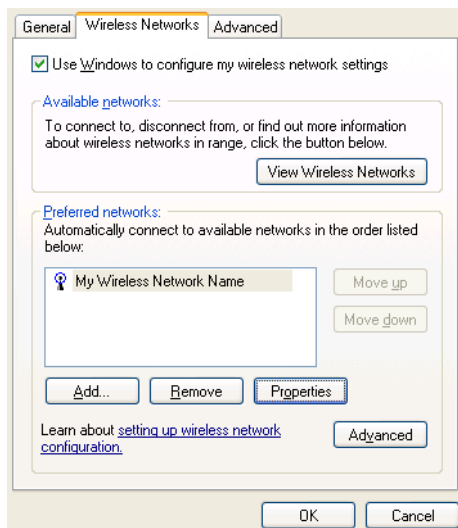 General Wireless Networks Advanced
Use Windows to configure my wireless network settings
Available networks:
To connect to, disconnect from, or find out more information
about wireless networks in range, click the button below.
View Wireless Networks
Preferred networks:
Automatically connect to available networks in the order listed
below:
My Wireless Network Name
Move up
Move down
Add... Remove Properties
Learn about setting up wireless network
configuration.
Advanced
OK Cancel